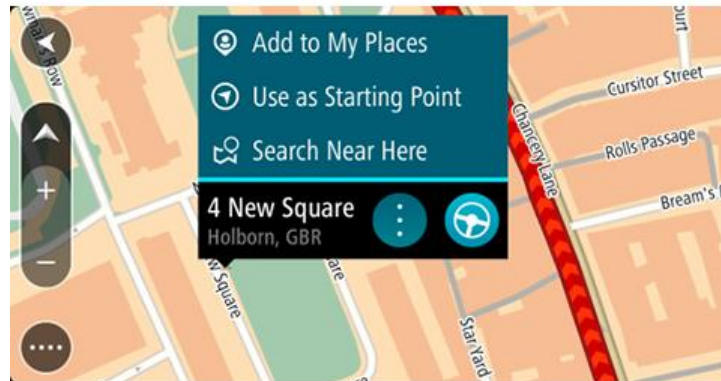 Add to My Places
Use as Starting Point
Search Near Here
4 New Square
Holborn, GBR
Cursitor Street
Chancery Lane
Rolls Passage
Bream's
Star Yard
Square
Row